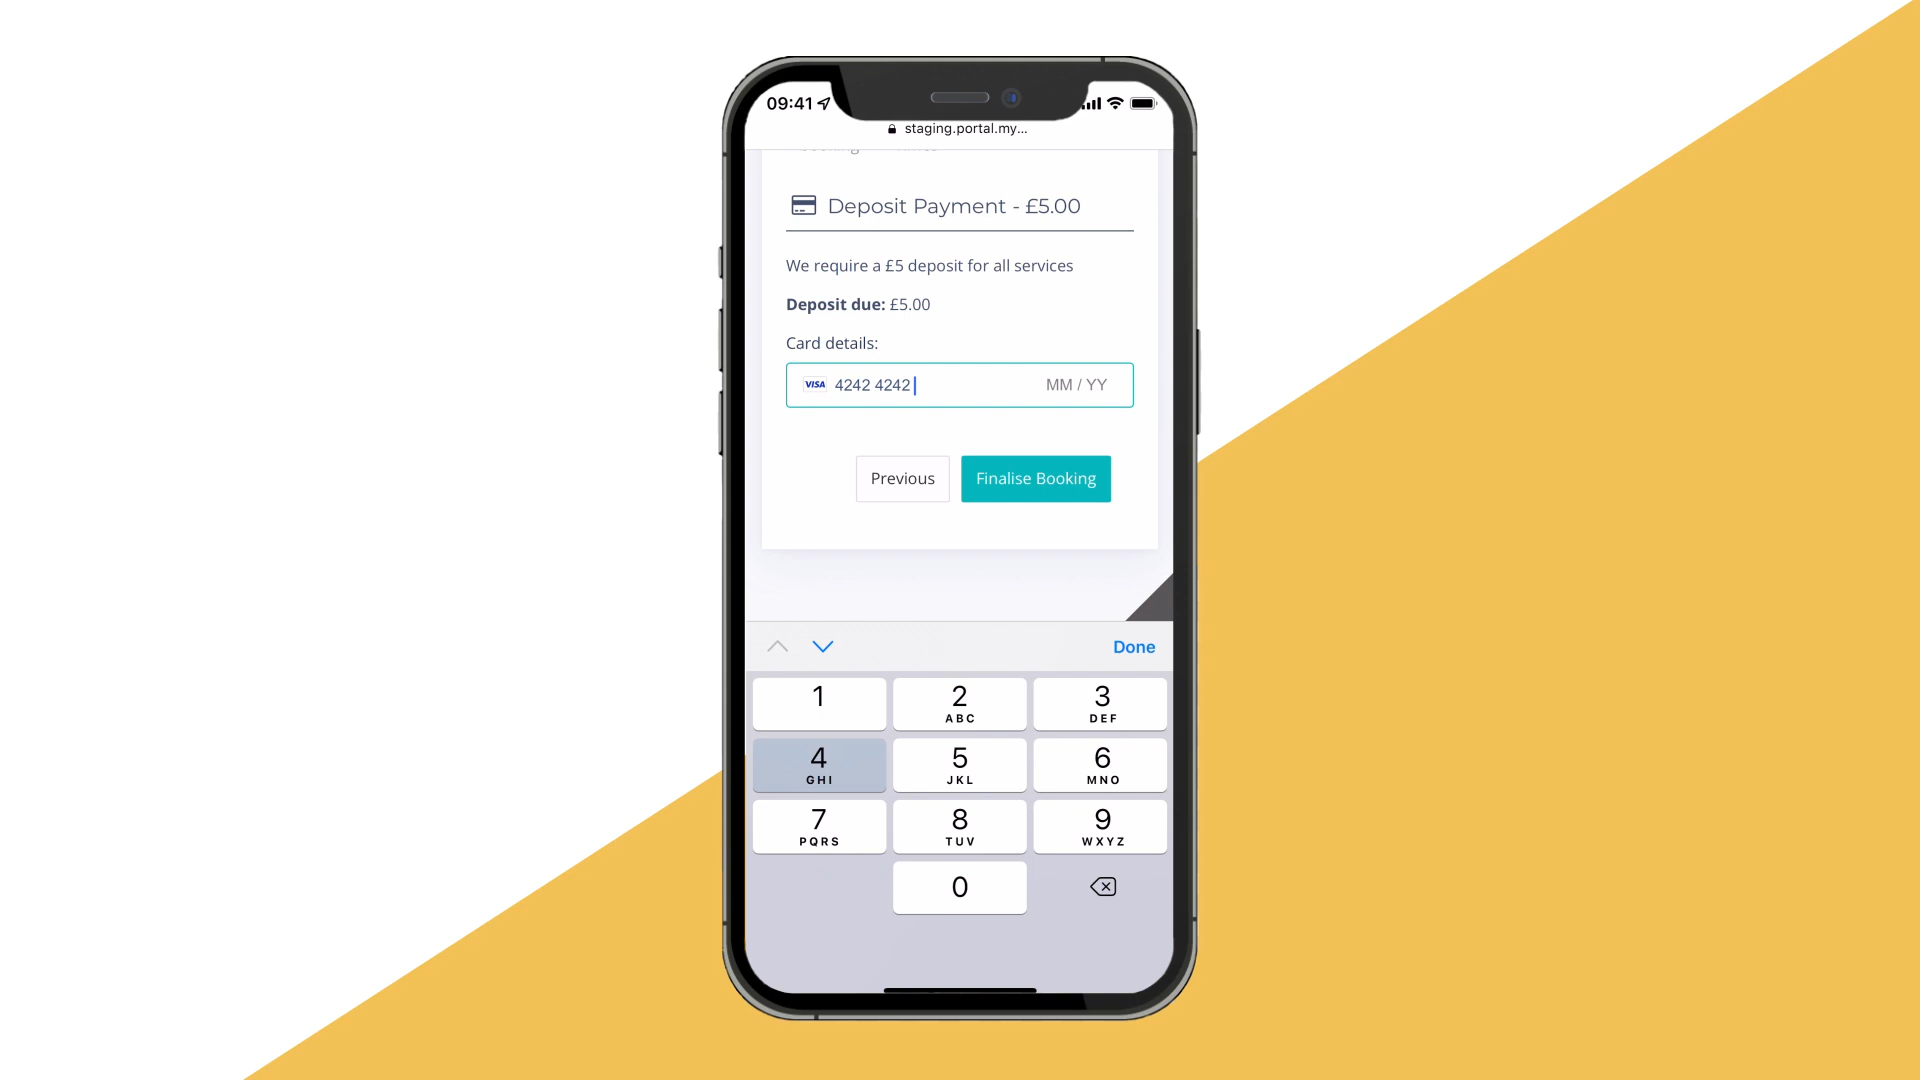 09:41
staging.portal.my...
Deposit Payment - £5.00
We require a £5 deposit for all services
Deposit due: £5.00
Card details:
VISA 4242 4242 MM / YY
Previous Finalise Booking
Done
1 2 3
ABC DEF
4 5 6
GHI JKL MNO
7 8 9
PQRS TUV WXYZ
0